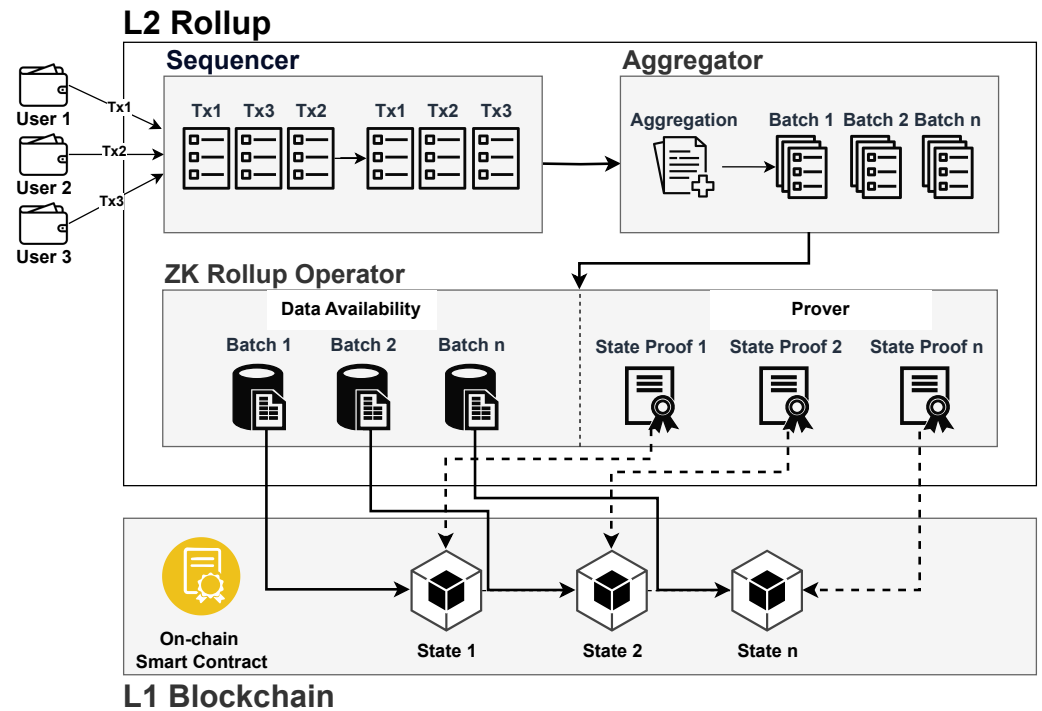 L2 Rollup
Sequencer
Aggregator
User 1
User 2
User 3
Tx1
Tx2
Tx3
Tx1 Tx3 Tx2 Tx1 Tx2 Tx3
Aggregation
Batch 1 Batch 2 Batch n
ZK Rollup Operator
Data Availability
Prover
Batch 1 Batch 2 Batch n
State Proof 1 State Proof 2 State Proof n
On-chain
Smart Contract
State 1 State 2 State n
L1 Blockchain